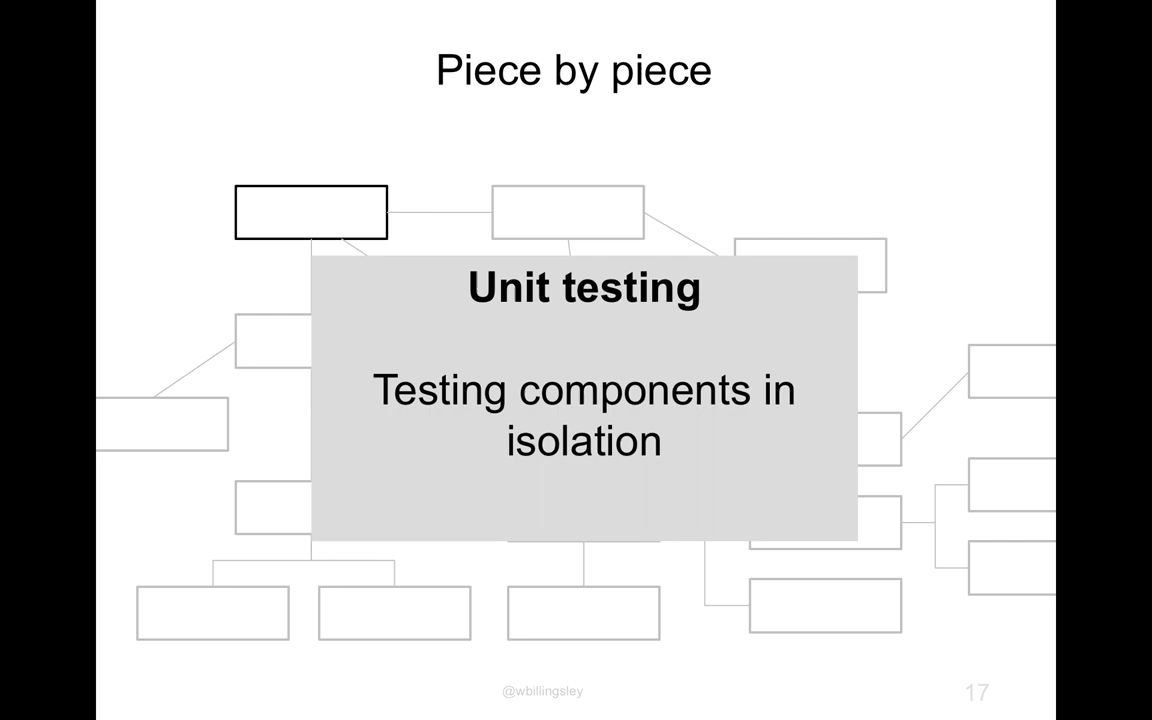 Piece by piece
Unit testing
Testing components in
isolation
@wbillingsley
17